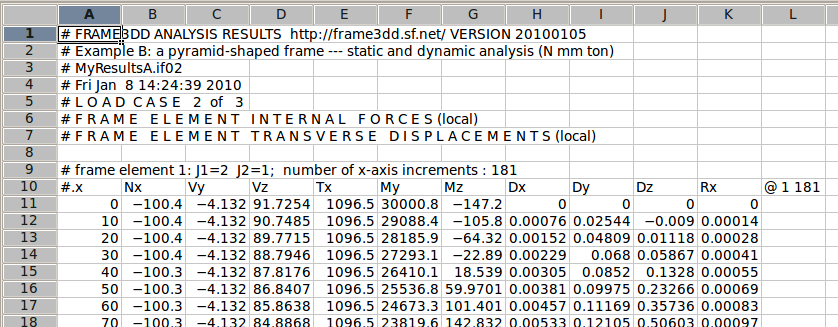 A B C D E F G H I J K L
1 # FRAME3DD ANALYSIS RESULTS http://frame3dd.sf.net/ VERSION 20100105
2 # Example B: a pyramid-shaped frame --- static and dynamic analysis (N mm ton)
3 # MyResultsA.if02
4 # Fri Jan 8 14:24:39 2010
5 # L O A D C A S E 2 of 3
6 # F R A M E E L E M E N T I N T E R N A L F O R C E S (local)
7 # F R A M E E L E M E N T T R A N S V E R S E D I S P L A C E M E N T S (local)
8
9 # frame element 1: J1=2 J2=1; number of x-axis increments : 181
10 #.x Nx Vy Vz Tx My Mz Dx Dy Dz Rx @ 1 181
11 0 −100.4 −4.132 91.7254 1096.5 30000.8 −147.2 0 0 0 0
12 10 −100.4 −4.132 90.7485 1096.5 29088.4 −105.8 0.00076 0.02544 −0.009 0.00014
13 20 −100.4 −4.132 89.7715 1096.5 28185.9 −64.32 0.00152 0.04809 0.01118 0.00028
14 30 −100.4 −4.132 88.7946 1096.5 27293.1 −22.89 0.00229 0.068 0.05867 0.00041
15 40 −100.3 −4.132 87.8176 1096.5 26410.1 18.539 0.00305 0.0852 0.1328 0.00055
16 50 −100.3 −4.132 86.8407 1096.5 25536.8 59.9701 0.00381 0.09975 0.23266 0.00069
17 60 −100.3 −4.132 85.8638 1096.5 24673.3 101.401 0.00457 0.11169 0.35736 0.00083
18 70 −100.3 −4.132 84.8868 1096.5 23819.6 142.832 0.00533 0.12105 0.50603 0.00097